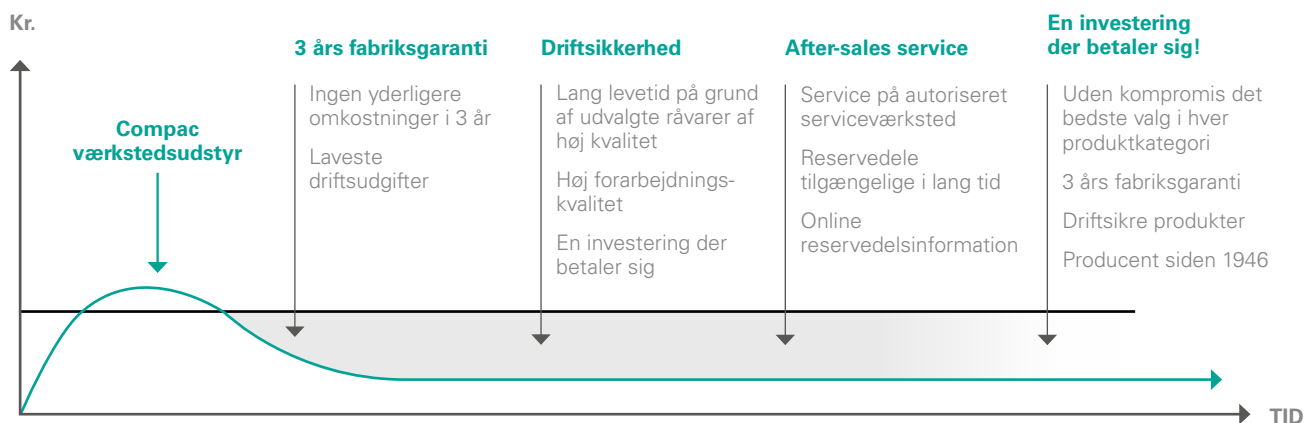 Kr.
Compac
værkstedsudstyr
3 års fabriksgaranti
Ingen yderligere
omkostninger i 3 år
Laveste
driftsudgifter
Driftsikkerhed
Lang levetid på grund
af udvalgte råvarer af
høj kvalitet
Høj forarbejdnings-
kvalitet
En investering der
betaler sig
After-sales service
Service på autoriseret
serviceværksted
Reservedele
tilgængelige i lang tid
Online
reservedelsinformation
En investering
der betaler sig!
Uden kompromis det
bedste valg i hver
produktkategori
3 års fabriksgaranti
Driftsikre produkter
Producent siden 1946
TID